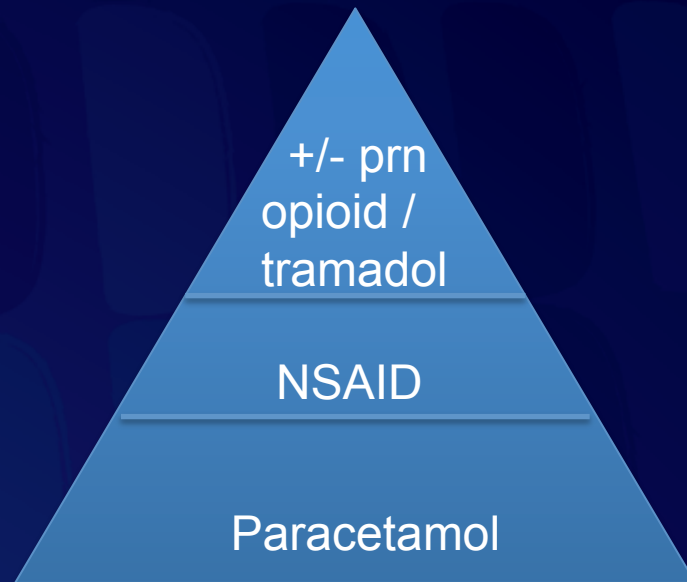 +/- prn
opioid /
tramadol
NSAID
Paracetamol